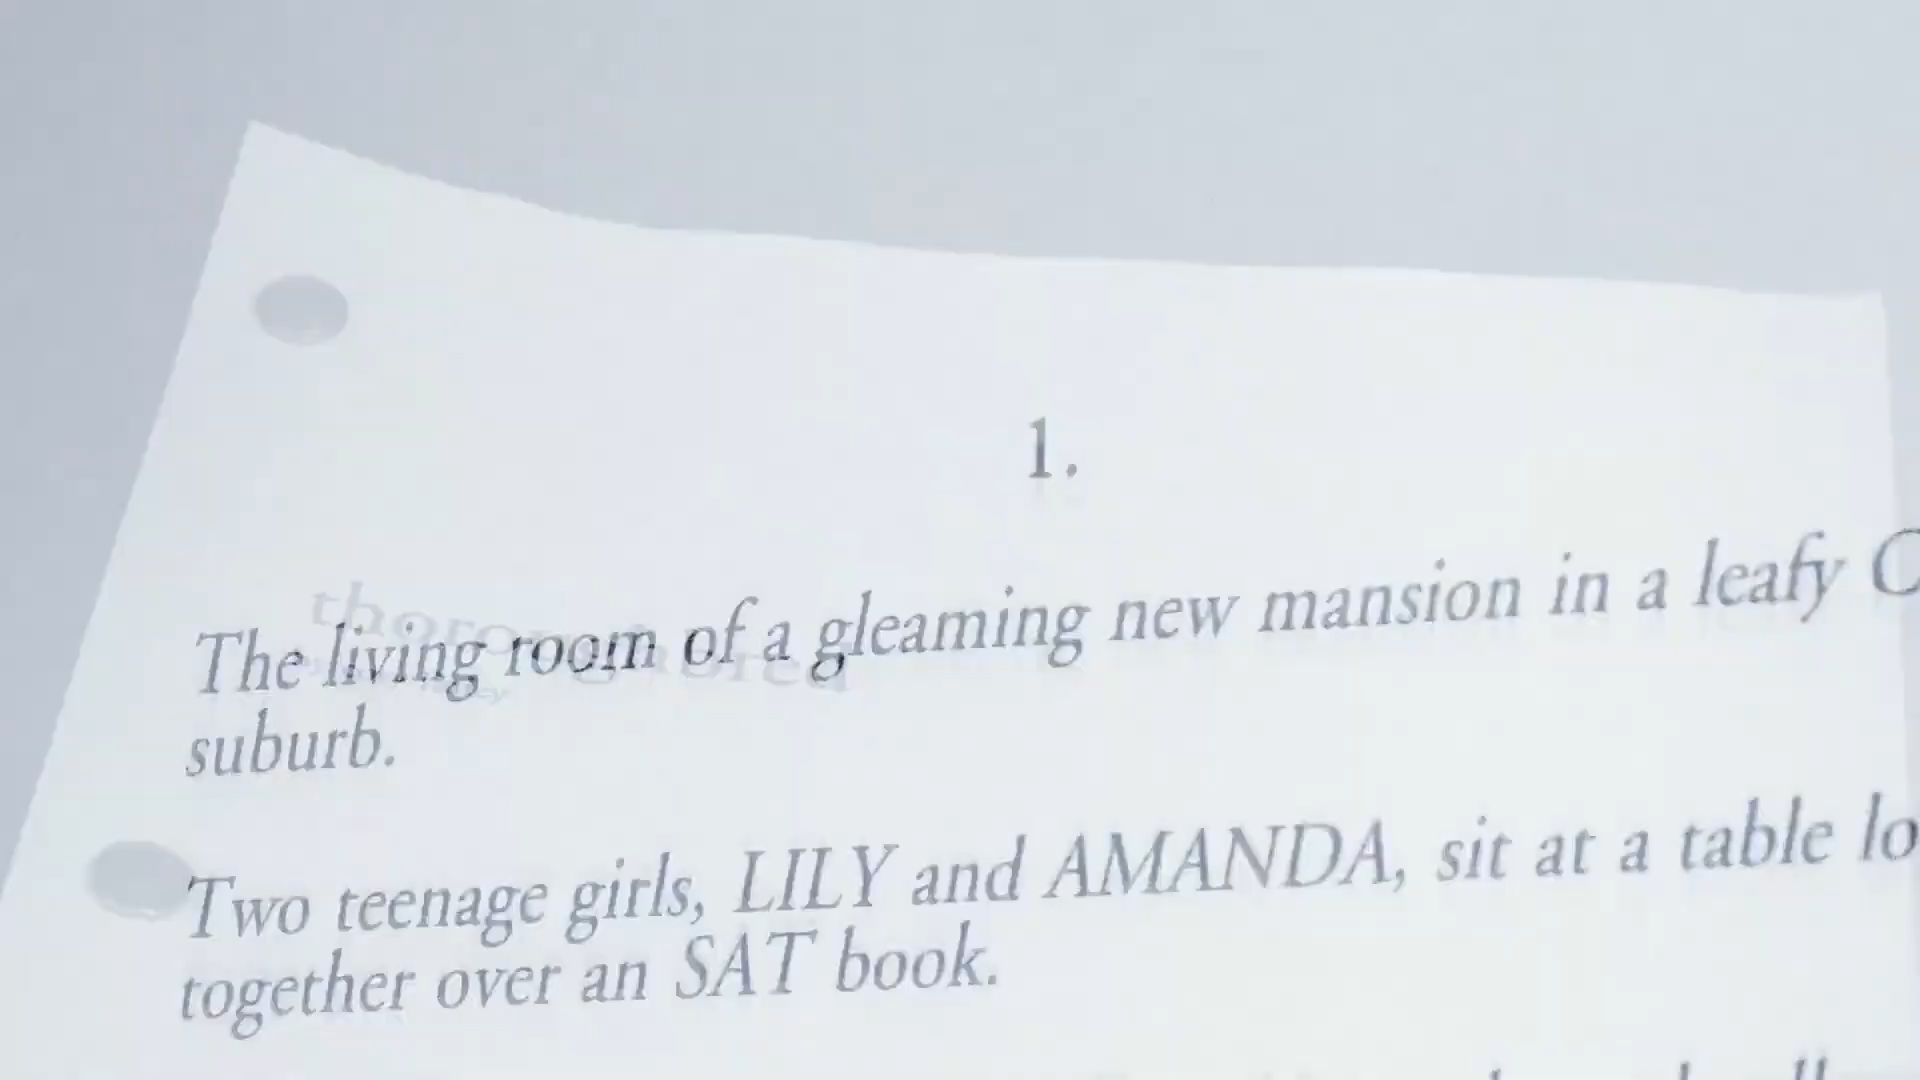 1.
The living room of a gleaming new mansion in a leafy
suburb.
Two teenage girls, LILY and AMANDA, sit at a table
together over an SAT book.